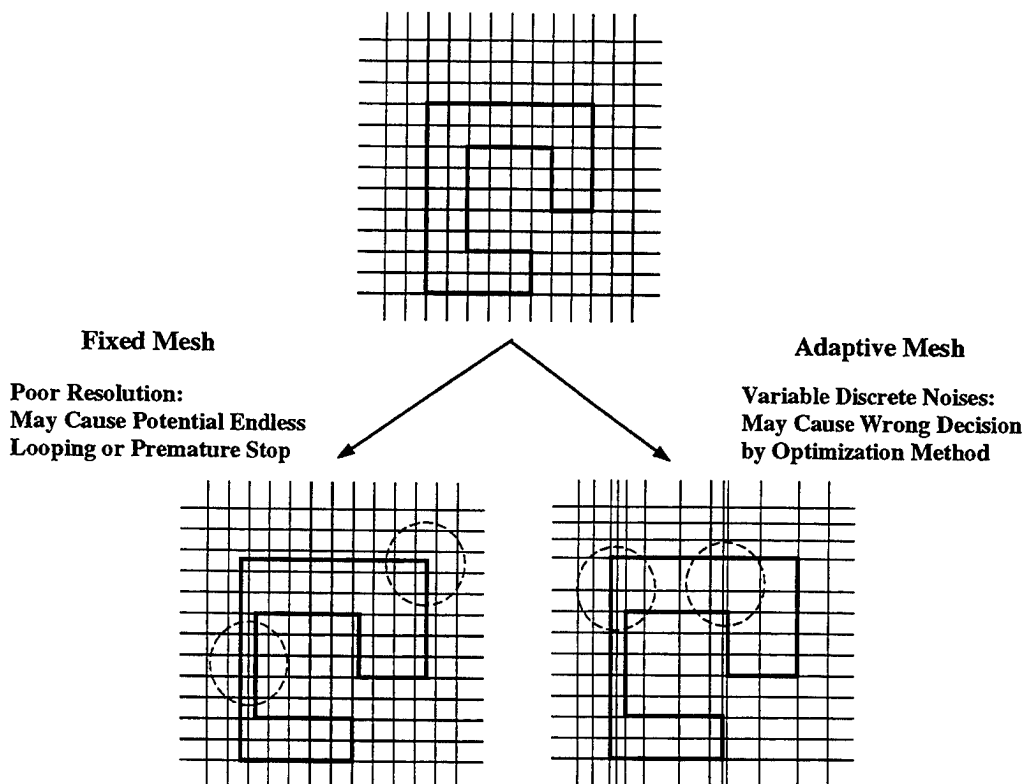 Fixed Mesh
Poor Resolution:
May Cause Potential Endless
Looping or Premature Stop
Adaptive Mesh
Variable Discrete Noises:
May Cause Wrong Decision
by Optimization Method